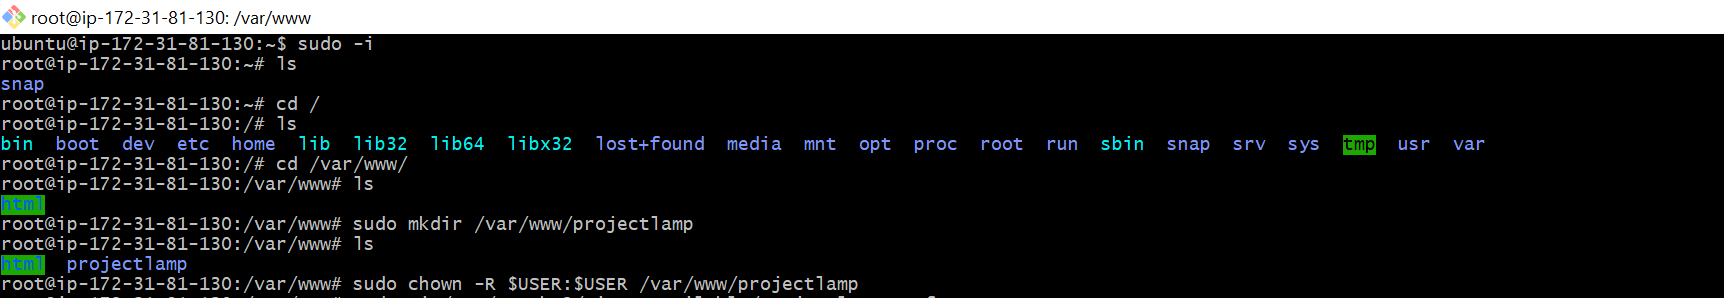 root@ip-172-31-81-130: /var/www
ubuntu@ip-172-31-81-130:~$ sudo -i
root@ip-172-31-81-130:~# ls
snap
root@ip-172-31-81-130:~# cd /
root@ip-172-31-81-130:/# ls
bin boot dev etc home lib lib32 lib64 libx32 lost+found media mnt opt proc root run sbin snap srv sys tmp usr var
root@ip-172-31-81-130:/# cd /var/www/
root@ip-172-31-81-130:/var/www# ls
html
root@ip-172-31-81-130:/var/www# sudo mkdir /var/www/projectlamp
root@ip-172-31-81-130:/var/www# ls
html projectlamp
root@ip-172-31-81-130:/var/www# sudo chown -R $USER:$USER /var/www/projectlamp